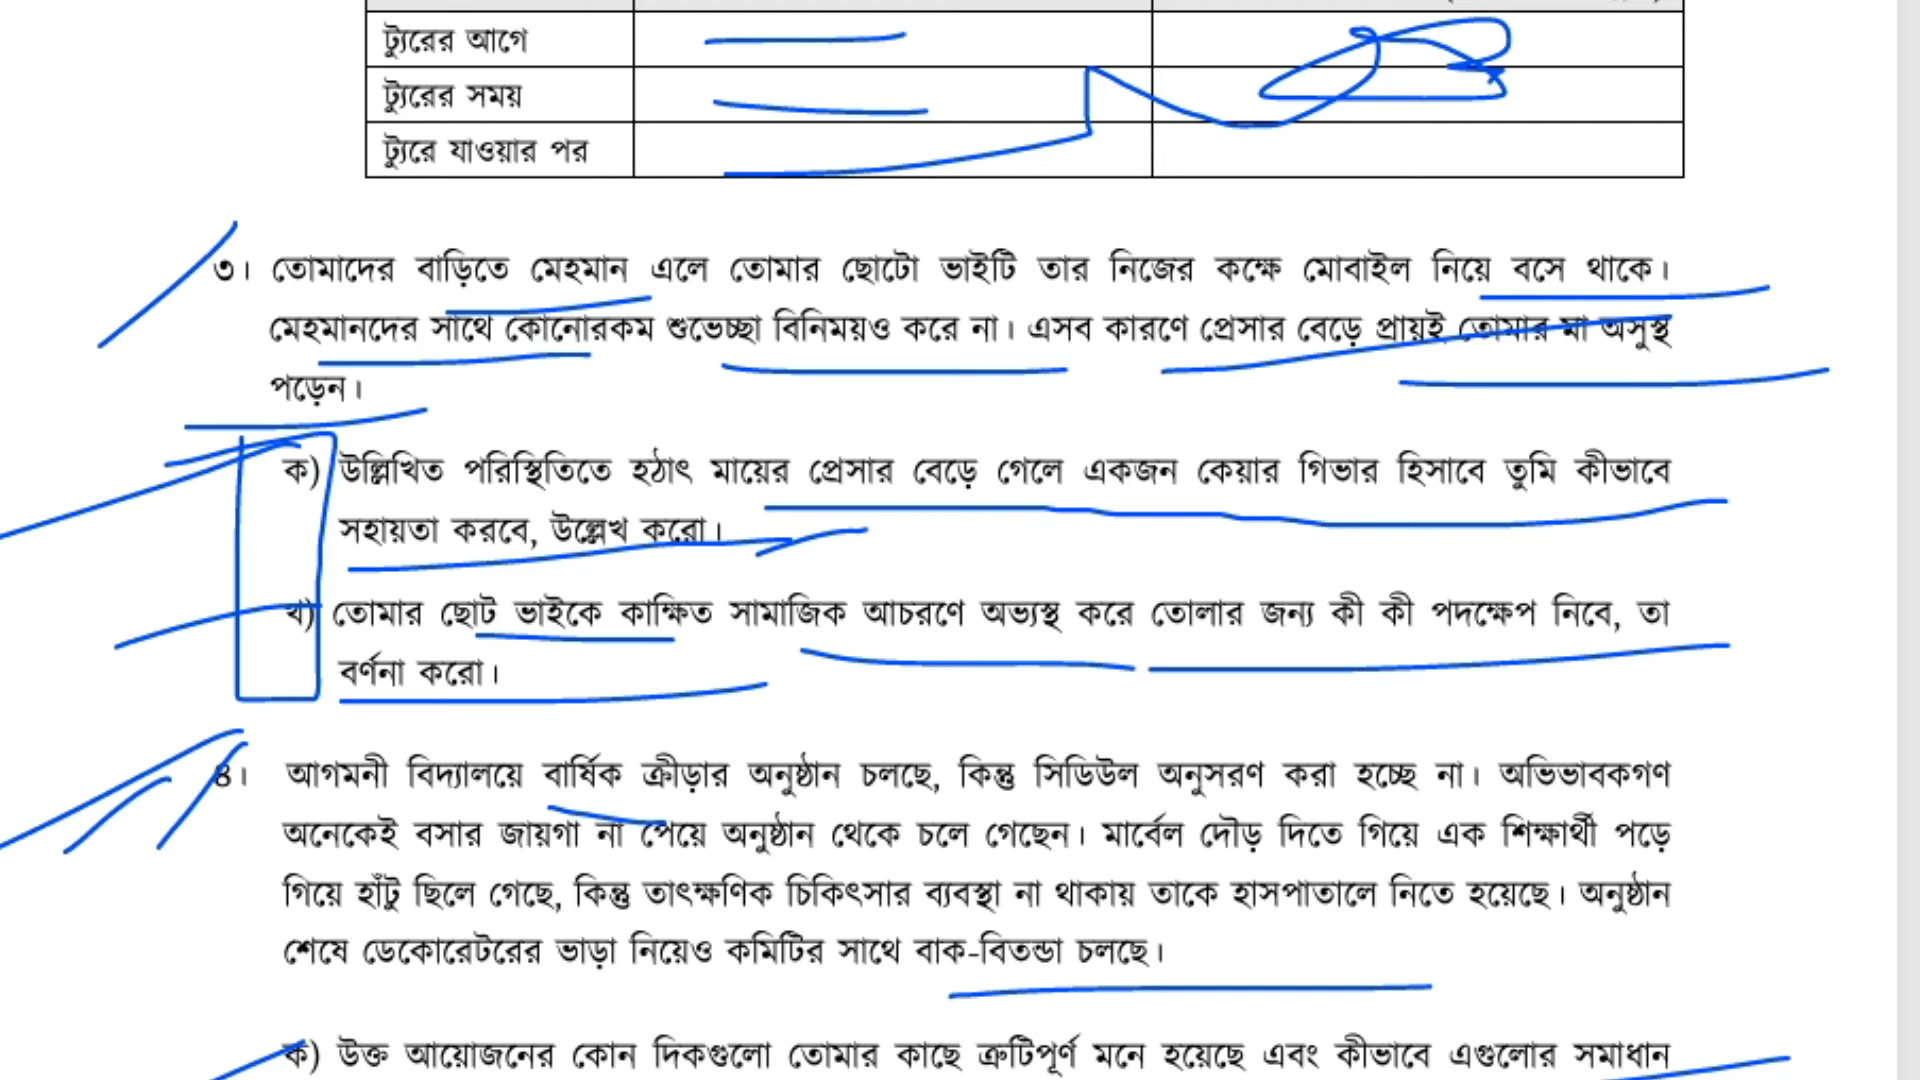 ট্যুরের আগে
ট্যুরের সময়
ট্যুরে যাওয়ার পর
৩। তোমাদের বাড়িতে মেহমান এলে তোমার ছোটো ভাইটি তার নিজের কক্ষে মোবাইল নিয়ে বসে থাকে।
মেহমানদের সাথে কোনোরকম শুভেচ্ছা বিনিময়ও করে না। এসব কারণে প্রেসার বেড়ে প্রায়ই তোমার মা অসুস্থ
পড়েন।
ক) উল্লিখিত পরিস্থিতিতে হঠাৎ মায়ের প্রেসার বেড়ে গেলে একজন কেয়ার গিভার হিসাবে তুমি কীভাবে
সহায়তা করবে, উল্লেখ করো।
খ) তোমার ছোট ভাইকে কাক্ষিত সামাজিক আচরণে অভ্যস্থ করে তোলার জন্য কী কী পদক্ষেপ নিবে, তা
বর্ণনা করো।
৪। আগমনী বিদ্যালয়ে বার্ষিক ক্রীড়ার অনুষ্ঠান চলছে, কিন্তু সিডিউল অনুসরণ করা হচ্ছে না। অভিভাবকগণ
অনেকেই বসার জায়গা না পেয়ে অনুষ্ঠান থেকে চলে গেছেন। মার্বেল দৌড় দিতে গিয়ে এক শিক্ষার্থী পড়ে
গিয়ে হাঁটু ছিলে গেছে, কিন্তু তাৎক্ষণিক চিকিৎসার ব্যবস্থা না থাকায় তাকে হাসপাতালে নিতে হয়েছে। অনুষ্ঠান
শেষে ডেকোরেটরের ভাড়া নিয়েও কমিটির সাথে বাক-বিতন্ডা চলছে।
ক) উক্ত আয়োজনের কোন দিকগুলো তোমার কাছে ত্রুটিপূর্ণ মনে হয়েছে এবং কীভাবে এগুলোর সমাধান